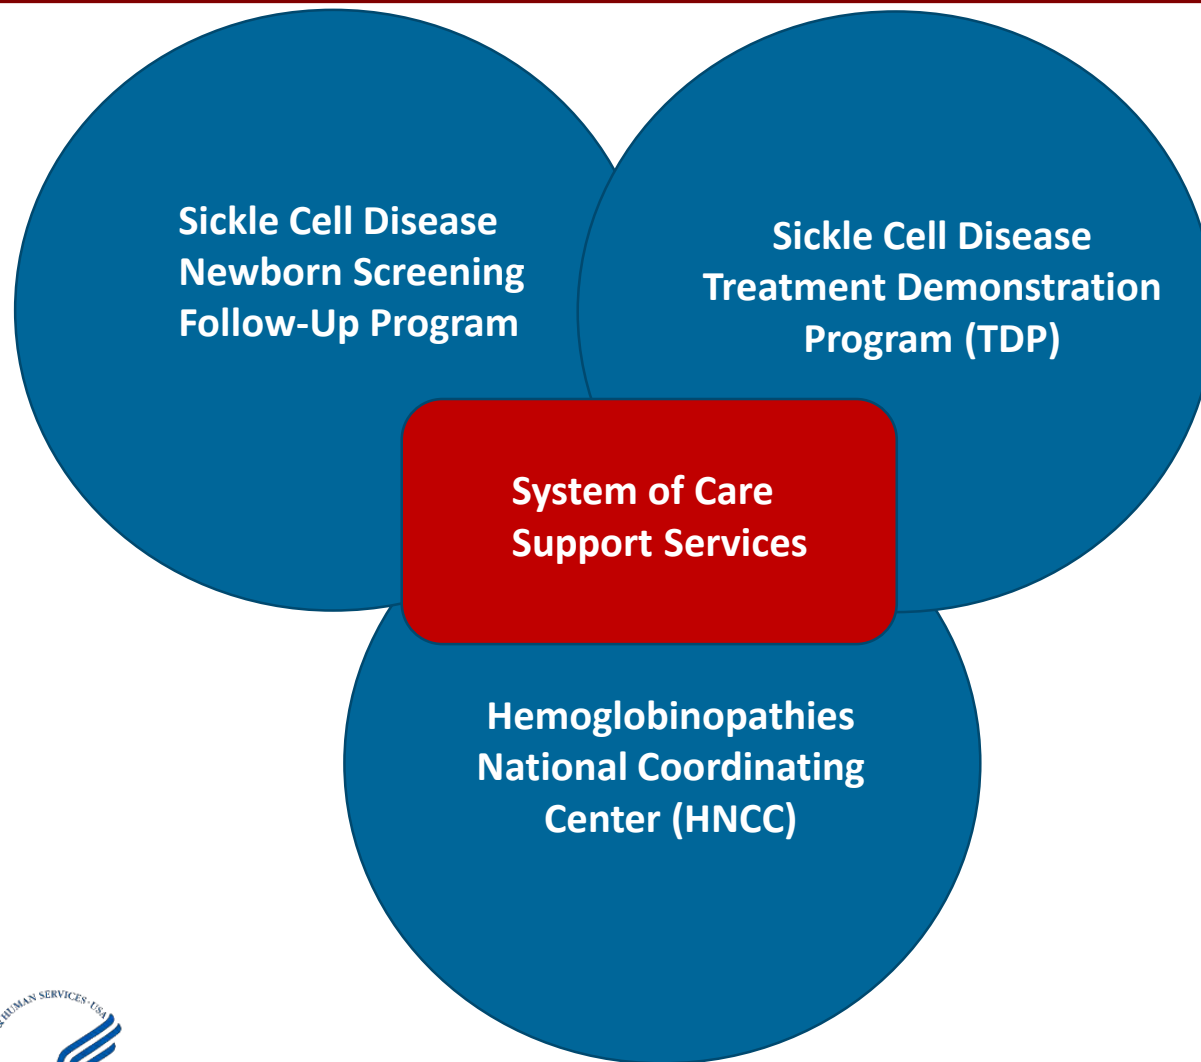 Sickle Cell Disease
Newborn Screening
Follow-Up Program
Sickle Cell Disease
Treatment Demonstration
Program (TDP)
System of Care
Support Services
Hemoglobinopathies
National Coordinating
Center (HNCC)
HUMAN SERVICES·USA